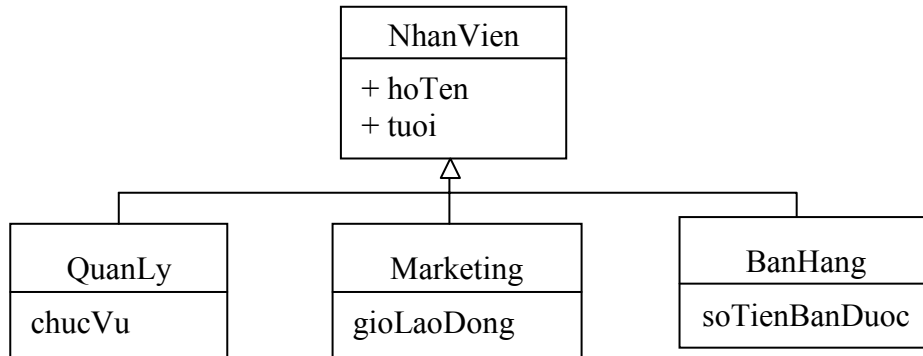 NhanVien
+ hoTen
+ tuoi
QuanLy
chucVu
Marketing
gioLaoDong
BanHang
soTienBanDuoc